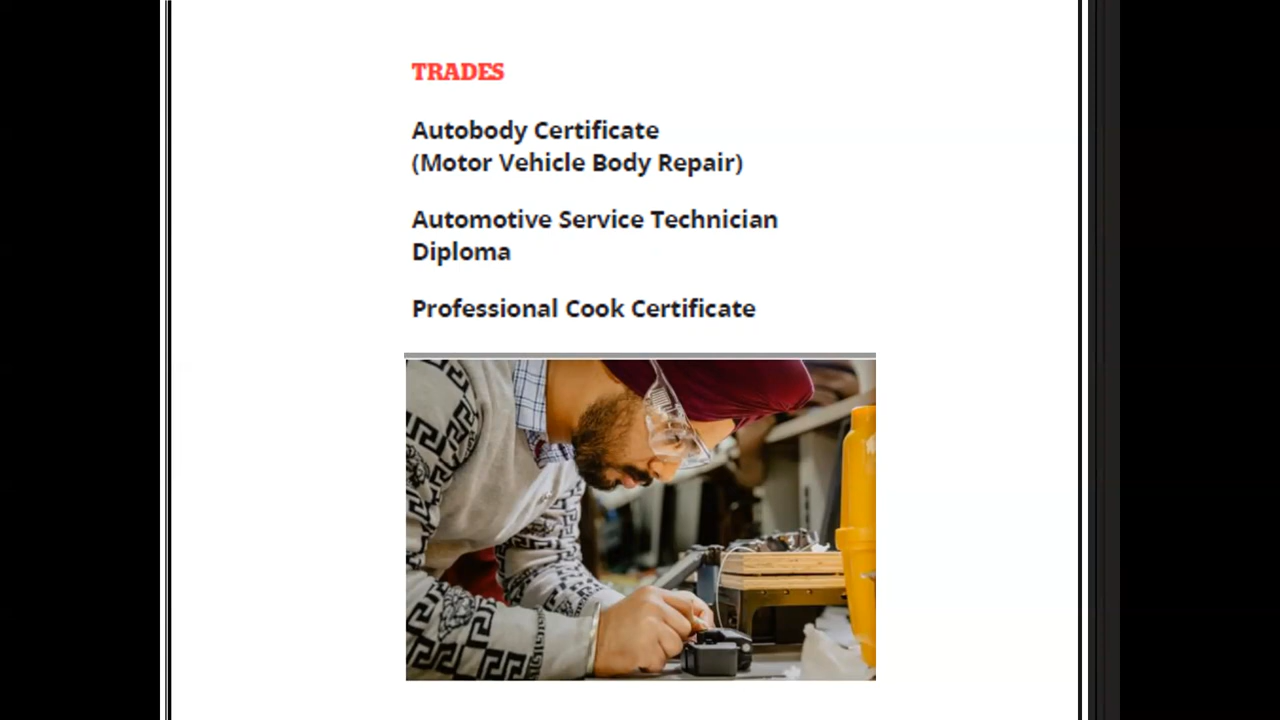 TRADES
Autobody Certificate
(Motor Vehicle Body Repair)
Automotive Service Technician
Diploma
Professional Cook Certificate